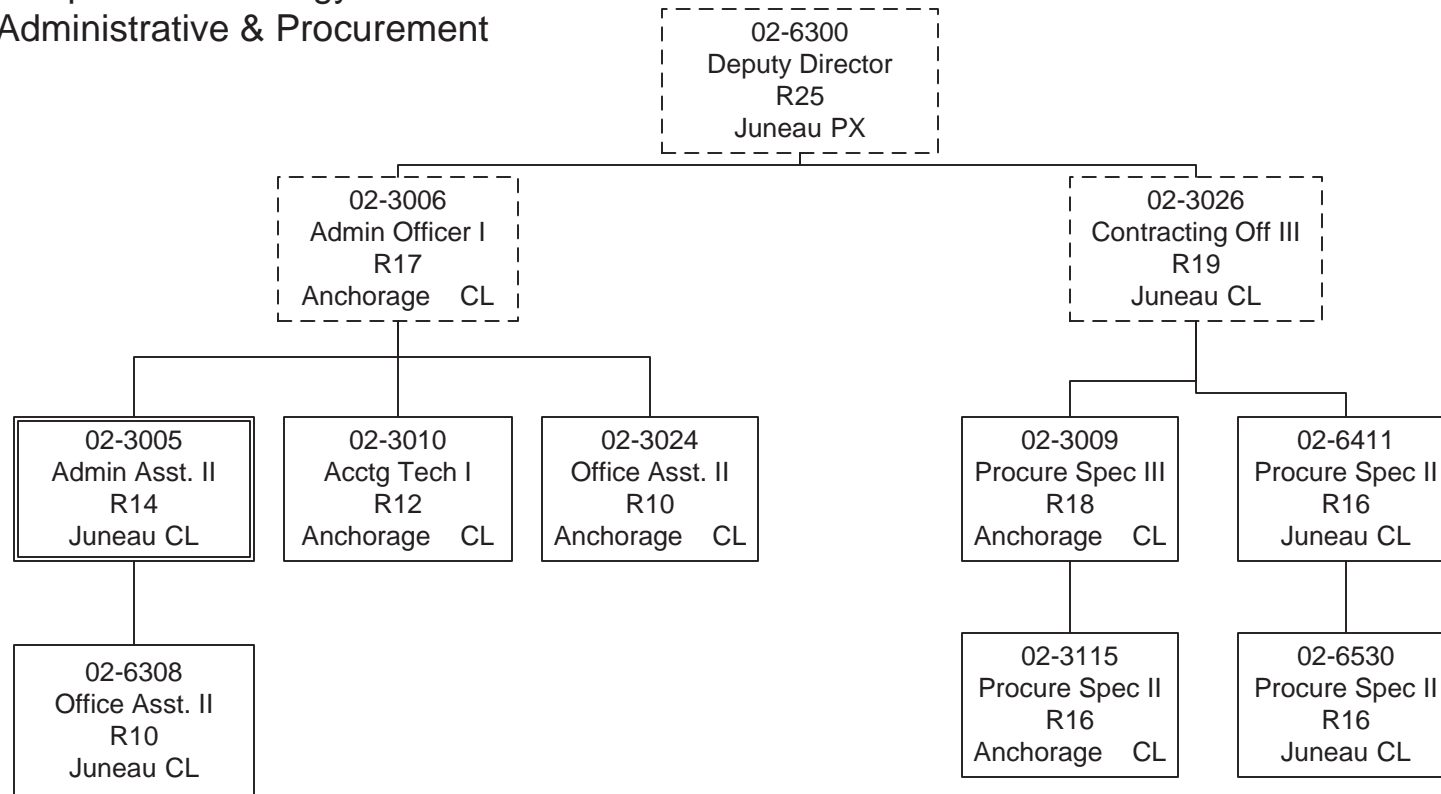 Administrative & Procurement
02-6300
Deputy Director
R25
Juneau PX
02-3006
Admin Officer I
R17
Anchorage CL
02-3026
Contracting Off III
R19
Juneau CL
02-3005
Admin Asst. II
R14
Juneau CL
02-3010
Acctg Tech I
R12
Anchorage CL
02-3024
Office Asst. II
R10
Anchorage CL
02-3009
Procure Spec III
R18
Anchorage CL
02-6411
Procure Spec II
R16
Juneau CL
02-6308
Office Asst. II
R10
Juneau CL
02-3115
Procure Spec II
R16
Anchorage CL
02-6530
Procure Spec II
R16
Juneau CL